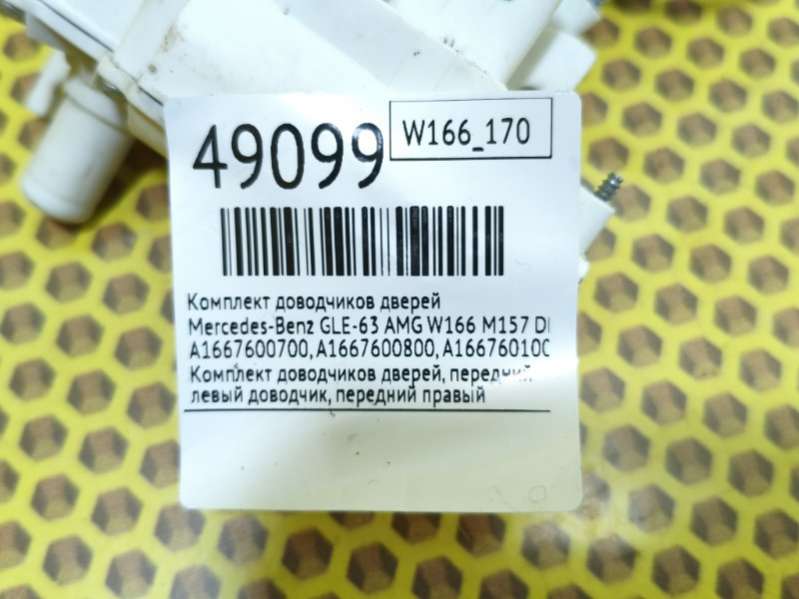 49099
W166_170
Комплект доводчиков дверей
Mercedes-Benz GLE-63 AMG W166 M157
A1667600700, A1667600800, A16676010
Комплект доводчиков дверей, передний
левый доводчик, передний правый